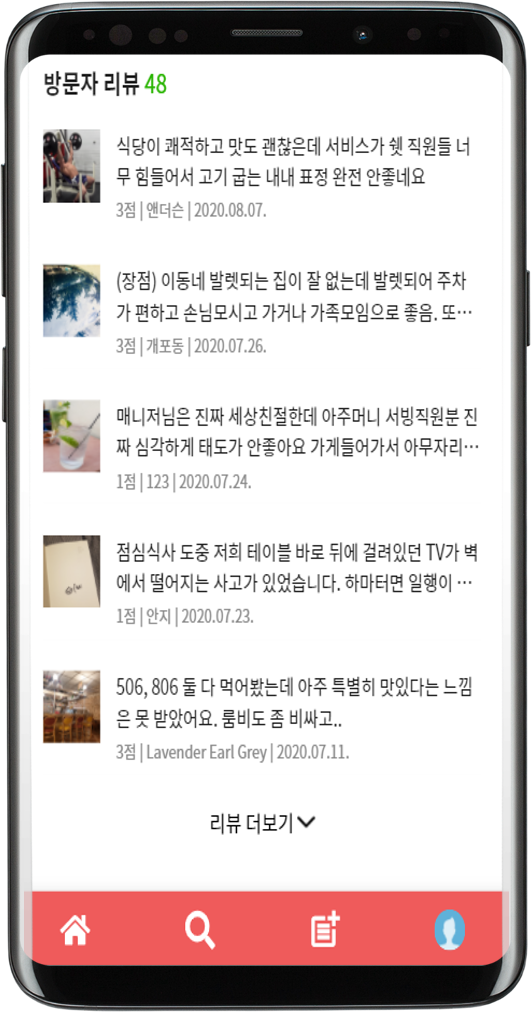 방문자 리뷰 48
식당이 쾌적하고 맛도 괜찮은데 서비스가 쉣 직원들 너
무 힘들어서 고기 굽는 내내 표정 완전 안좋네요
3점 | 앤더슨 | 2020.08.07.
(장점) 이동네 발렛되는 집이 잘 없는데 발렛되어 주차
가 편하고 손님모시고 가거나 가족모임으로 좋음. 또…
3점 | 개포동 | 2020.07.26.
매니저님은 진짜 세상친절한데 아주머니 서빙직원분 진
짜 심각하게 태도가 안좋아요 가게들어가서 아무자리…
1점 | 123 | 2020.07.24.
점심식사 도중 저희 테이블 바로 뒤에 걸려있던 TV가 벽
에서 떨어지는 사고가 있었습니다. 하마터면 일행이 …
1점 | 안지 | 2020.07.23.
506, 806 둘 다 먹어봤는데 아주 특별히 맛있다는 느낌
은 못 받았어요. 룸비도 좀 비싸고..
3점 | Lavender Earl Grey | 2020.07.11.
리뷰 더보기